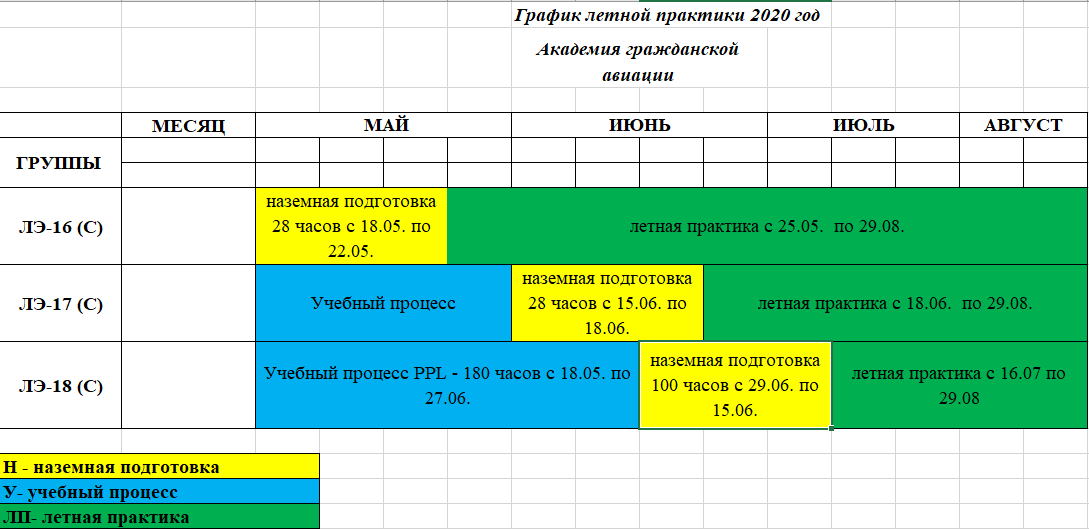 График летной практики 2020 год
Академия гражданской
авиации
МЕСЯЦ МАЙ ИЮНЬ ИЮЛЬ АВГУСТ
ГРУППЫ
ЛЭ-16 (С)
наземная подготовка
28 часов с 18.05. по
22.05.
летная практика с 25.05. по 29.08.
ЛЭ-17 (С)
Учебный процесс
наземная подготовка
28 часов с 15.06. по
18.06.
летная практика с 18.06. по 29.08.
ЛЭ-18 (С)
Учебный процесс PPL - 180 часов с 18.05. по
27.06.
наземная подготовка
100 часов с 29.06. по
15.06.
летная практика с 16.07 по
29.08
Н - наземная подготовка
У- учебный процесс
ЛП- летная практика